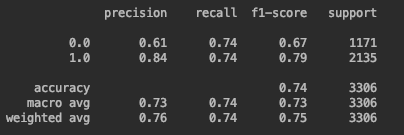 precision recall f1-score support
0.0 0.61 0.74 0.67 1171
1.0 0.84 0.74 0.79 2135
accuracy 0.74 3306
macro avg 0.73 0.74 0.73 3306
weighted avg 0.76 0.74 0.75 3306